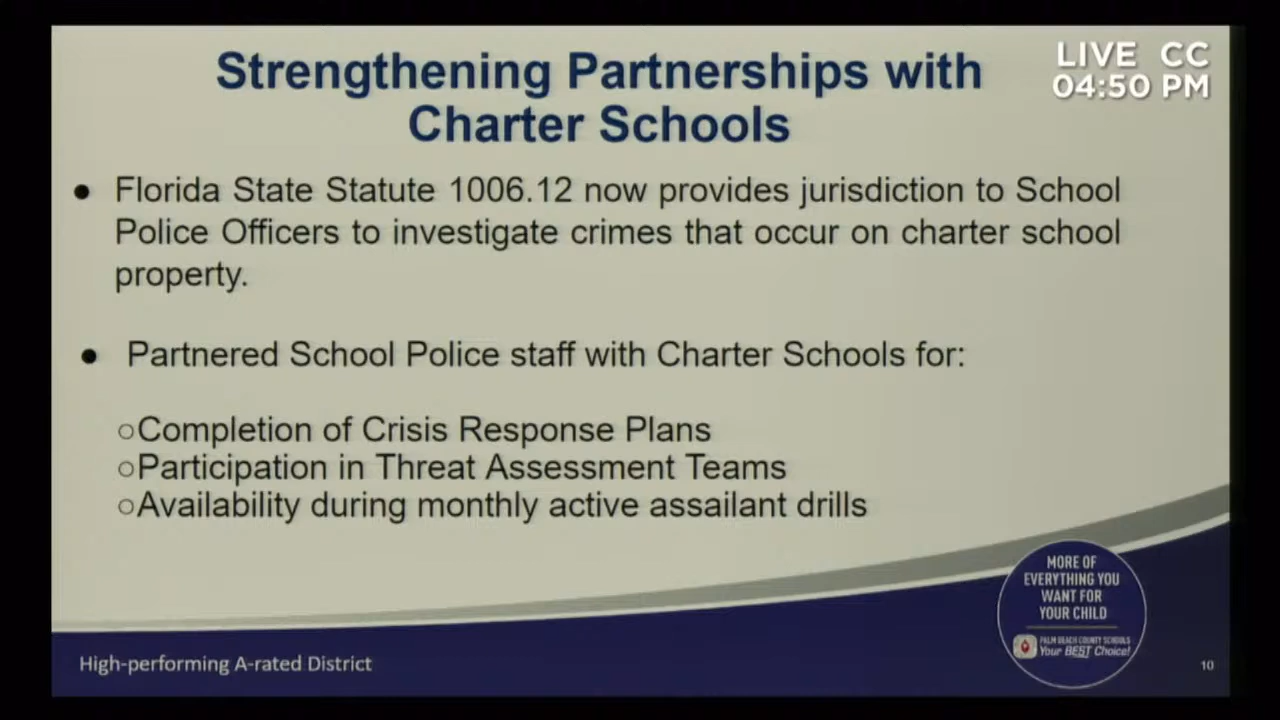 Strengthening Partnerships with
Charter Schools
LIVE CC
04:50 PM
● Florida State Statute 1006.12 now provides jurisdiction to School
Police Officers to investigate crimes that occur on charter school
property.
● Partnered School Police staff with Charter Schools for:
○Completion of Crisis Response Plans
○Participation in Threat Assessment Teams
○Availability during monthly active assailant drills
MORE OF
EVERYTHING YOU
WANT FOR
YOUR CHILD
PALM BEACH COUNTY SCHOOLS
Your BEST Choice!
High-performing A-rated District
10